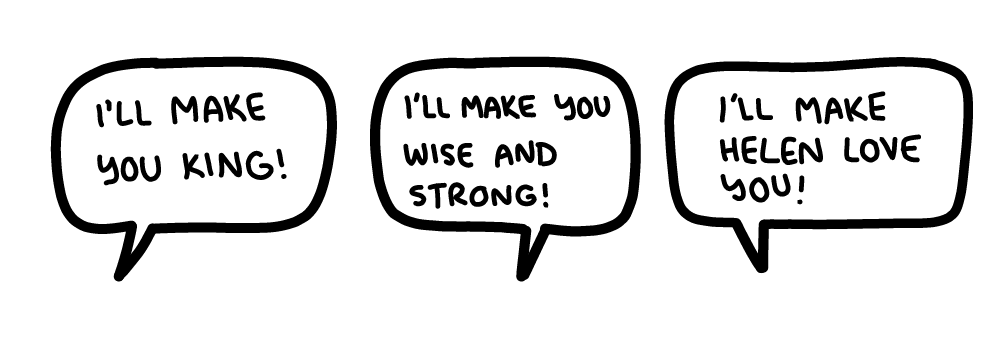 I'LL MAKE
YOU KING!
I'LL MAKE YOU
WISE AND
STRONG!
I'LL MAKE
HELEN LOVE
YOU!